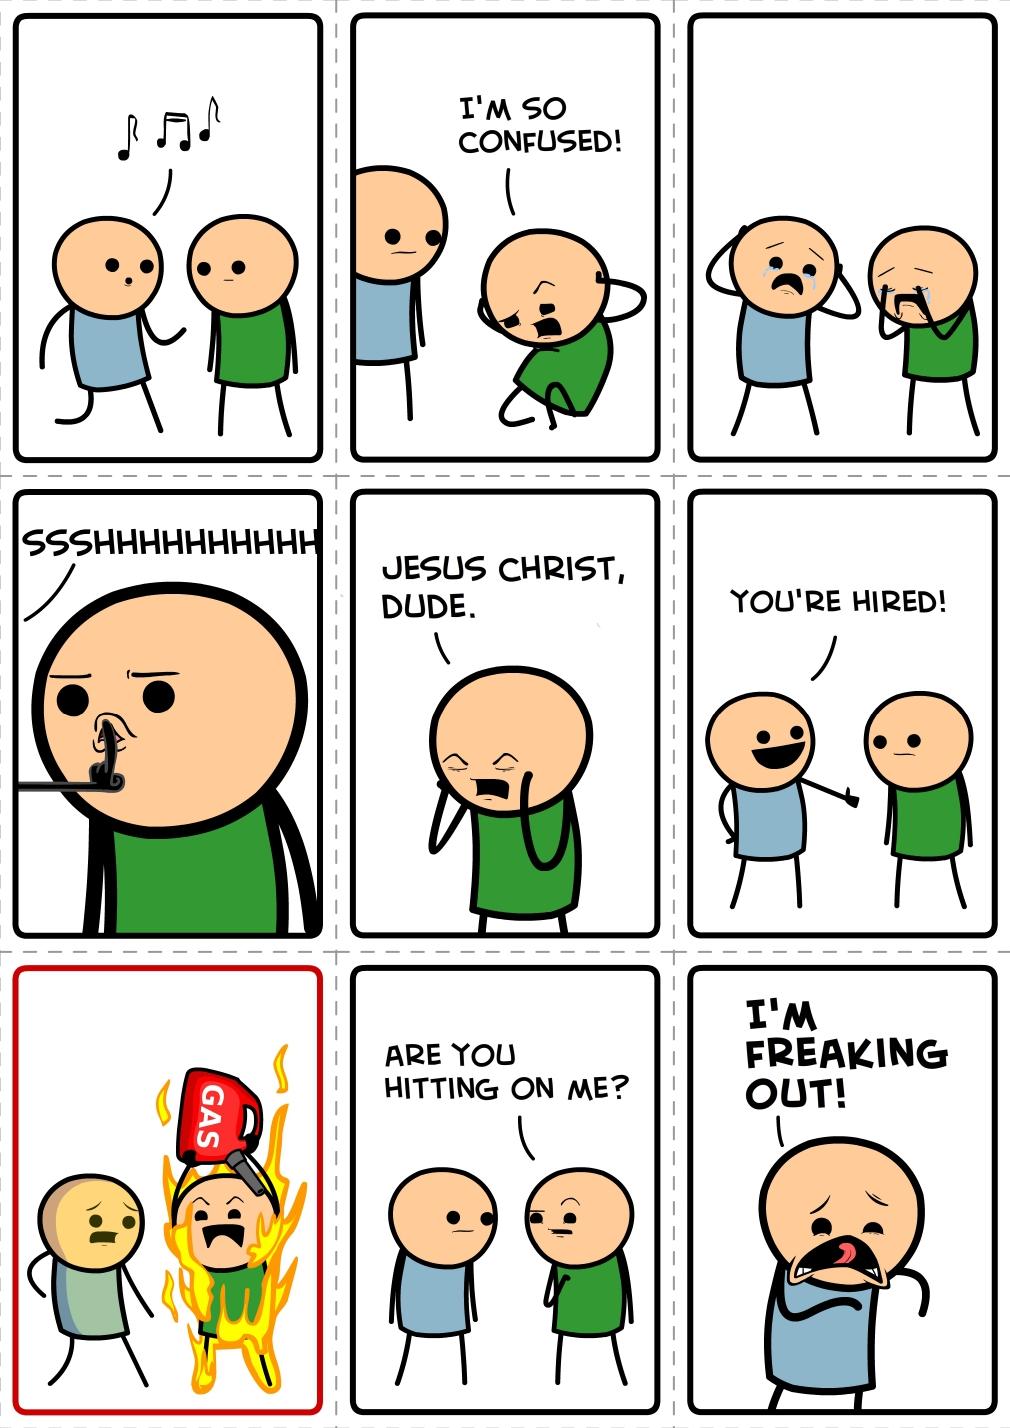 I'M SO
CONFUSED!
SSSHHHHHHHHHHH
JESUS CHRIST,
DUDE.
YOU'RE HIRED!
GAS
ARE YOU
HITTING ON ME?
I'M
FREAKING
OUT!